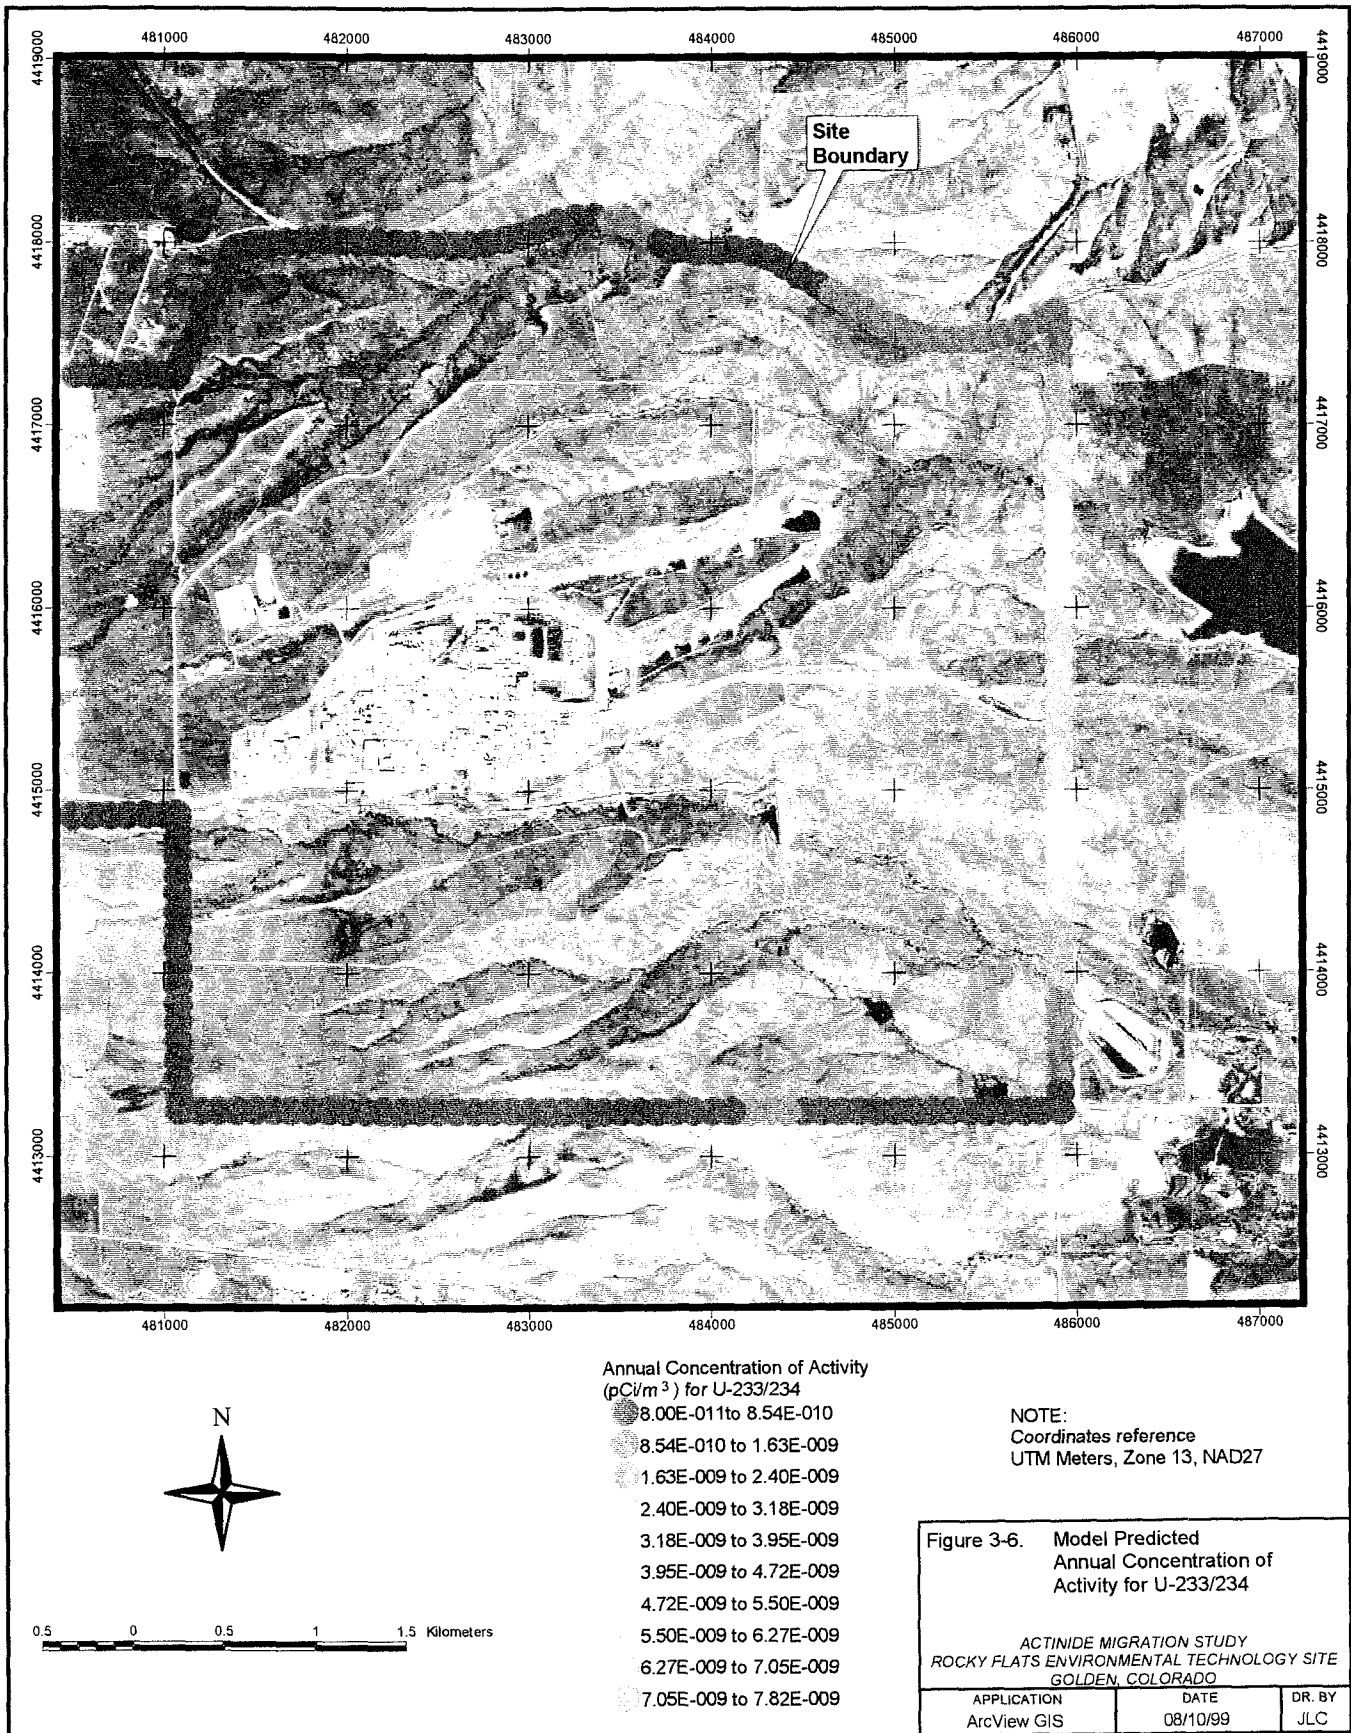 481000 482000 483000 484000 485000 486000 487000
4419000 4419000
Site
Boundary
4418000 4418000
4417000 4417000
4416000 4416000
4415000 4415000
4414000 4414000
4413000 4413000
481000 482000 483000 484000 485000 486000 487000
Annual Concentration of Activity
(pCi/m³) for U-233/234
8.00E-011to 8.54E-010
8.54E-010 to 1.63E-009
1.63E-009 to 2.40E-009
2.40E-009 to 3.18E-009
3.18E-009 to 3.95E-009
3.95E-009 to 4.72E-009
4.72E-009 to 5.50E-009
5.50E-009 to 6.27E-009
6.27E-009 to 7.05E-009
7.05E-009 to 7.82E-009
N
0.5 0 0.5 1 1.5 Kilometers
NOTE:
Coordinates reference
UTM Meters, Zone 13, NAD27
Figure 3-6. Model Predicted
Annual Concentration of
Activity for U-233/234
ACTINIDE MIGRATION STUDY
ROCKY FLATS ENVIRONMENTAL TECHNOLOGY SITE
GOLDEN, COLORADO
APPLICATION DATE DR. BY
ArcView GIS 08/10/99 JLC